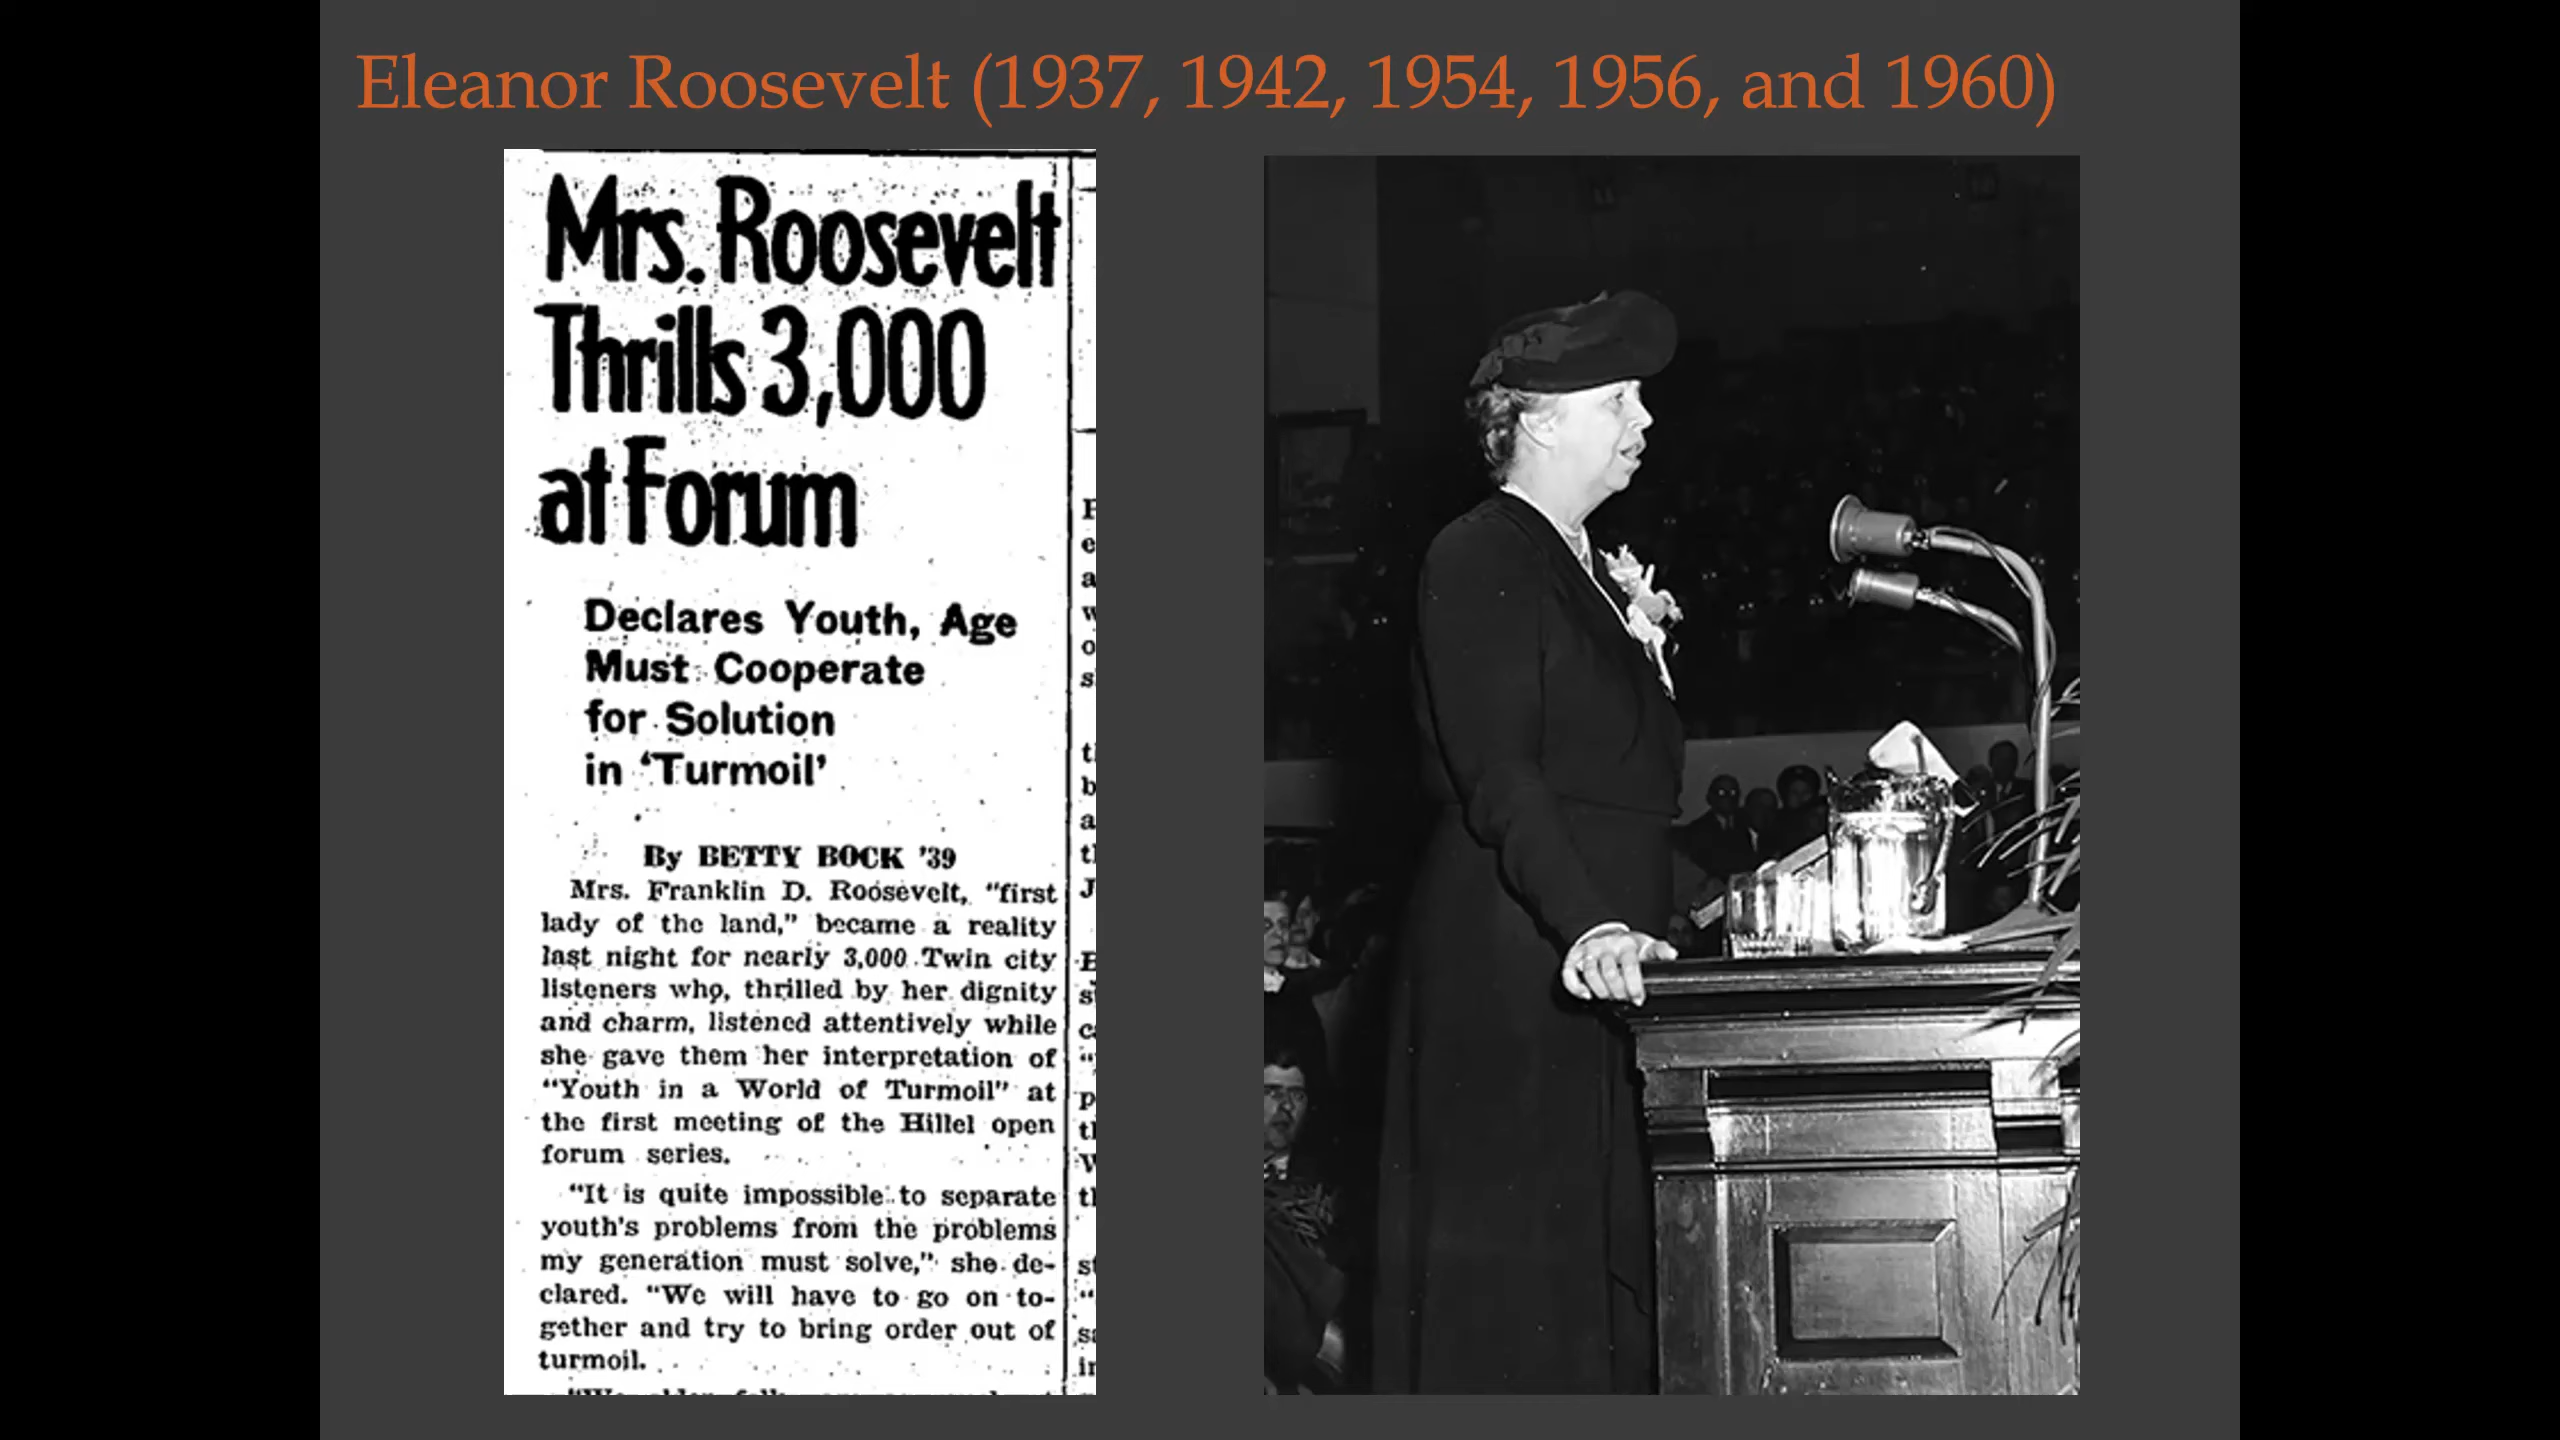 Eleanor Roosevelt (1937, 1942, 1954, 1956, and 1960)
Mrs. Roosevelt
Thrills 3,000
at Forum
Declares Youth, Age
Must Cooperate
for Solution
in ‘Turmoil’
By BETTY BOCK ’39
Mrs. Franklin D. Roosevelt, “first
lady of the land,” became a reality
last night for nearly 3,000 Twin city
listeners who, thrilled by her dignity
and charm, listened attentively while
she gave them her interpretation of
“Youth in a World of Turmoil” at
the first meeting of the Hillel open
forum series.
“It is quite impossible to separate
youth's problems from the problems
my generation must solve,” she de-
clared. “We will have to go on to-
gether and try to bring order out of
turmoil.